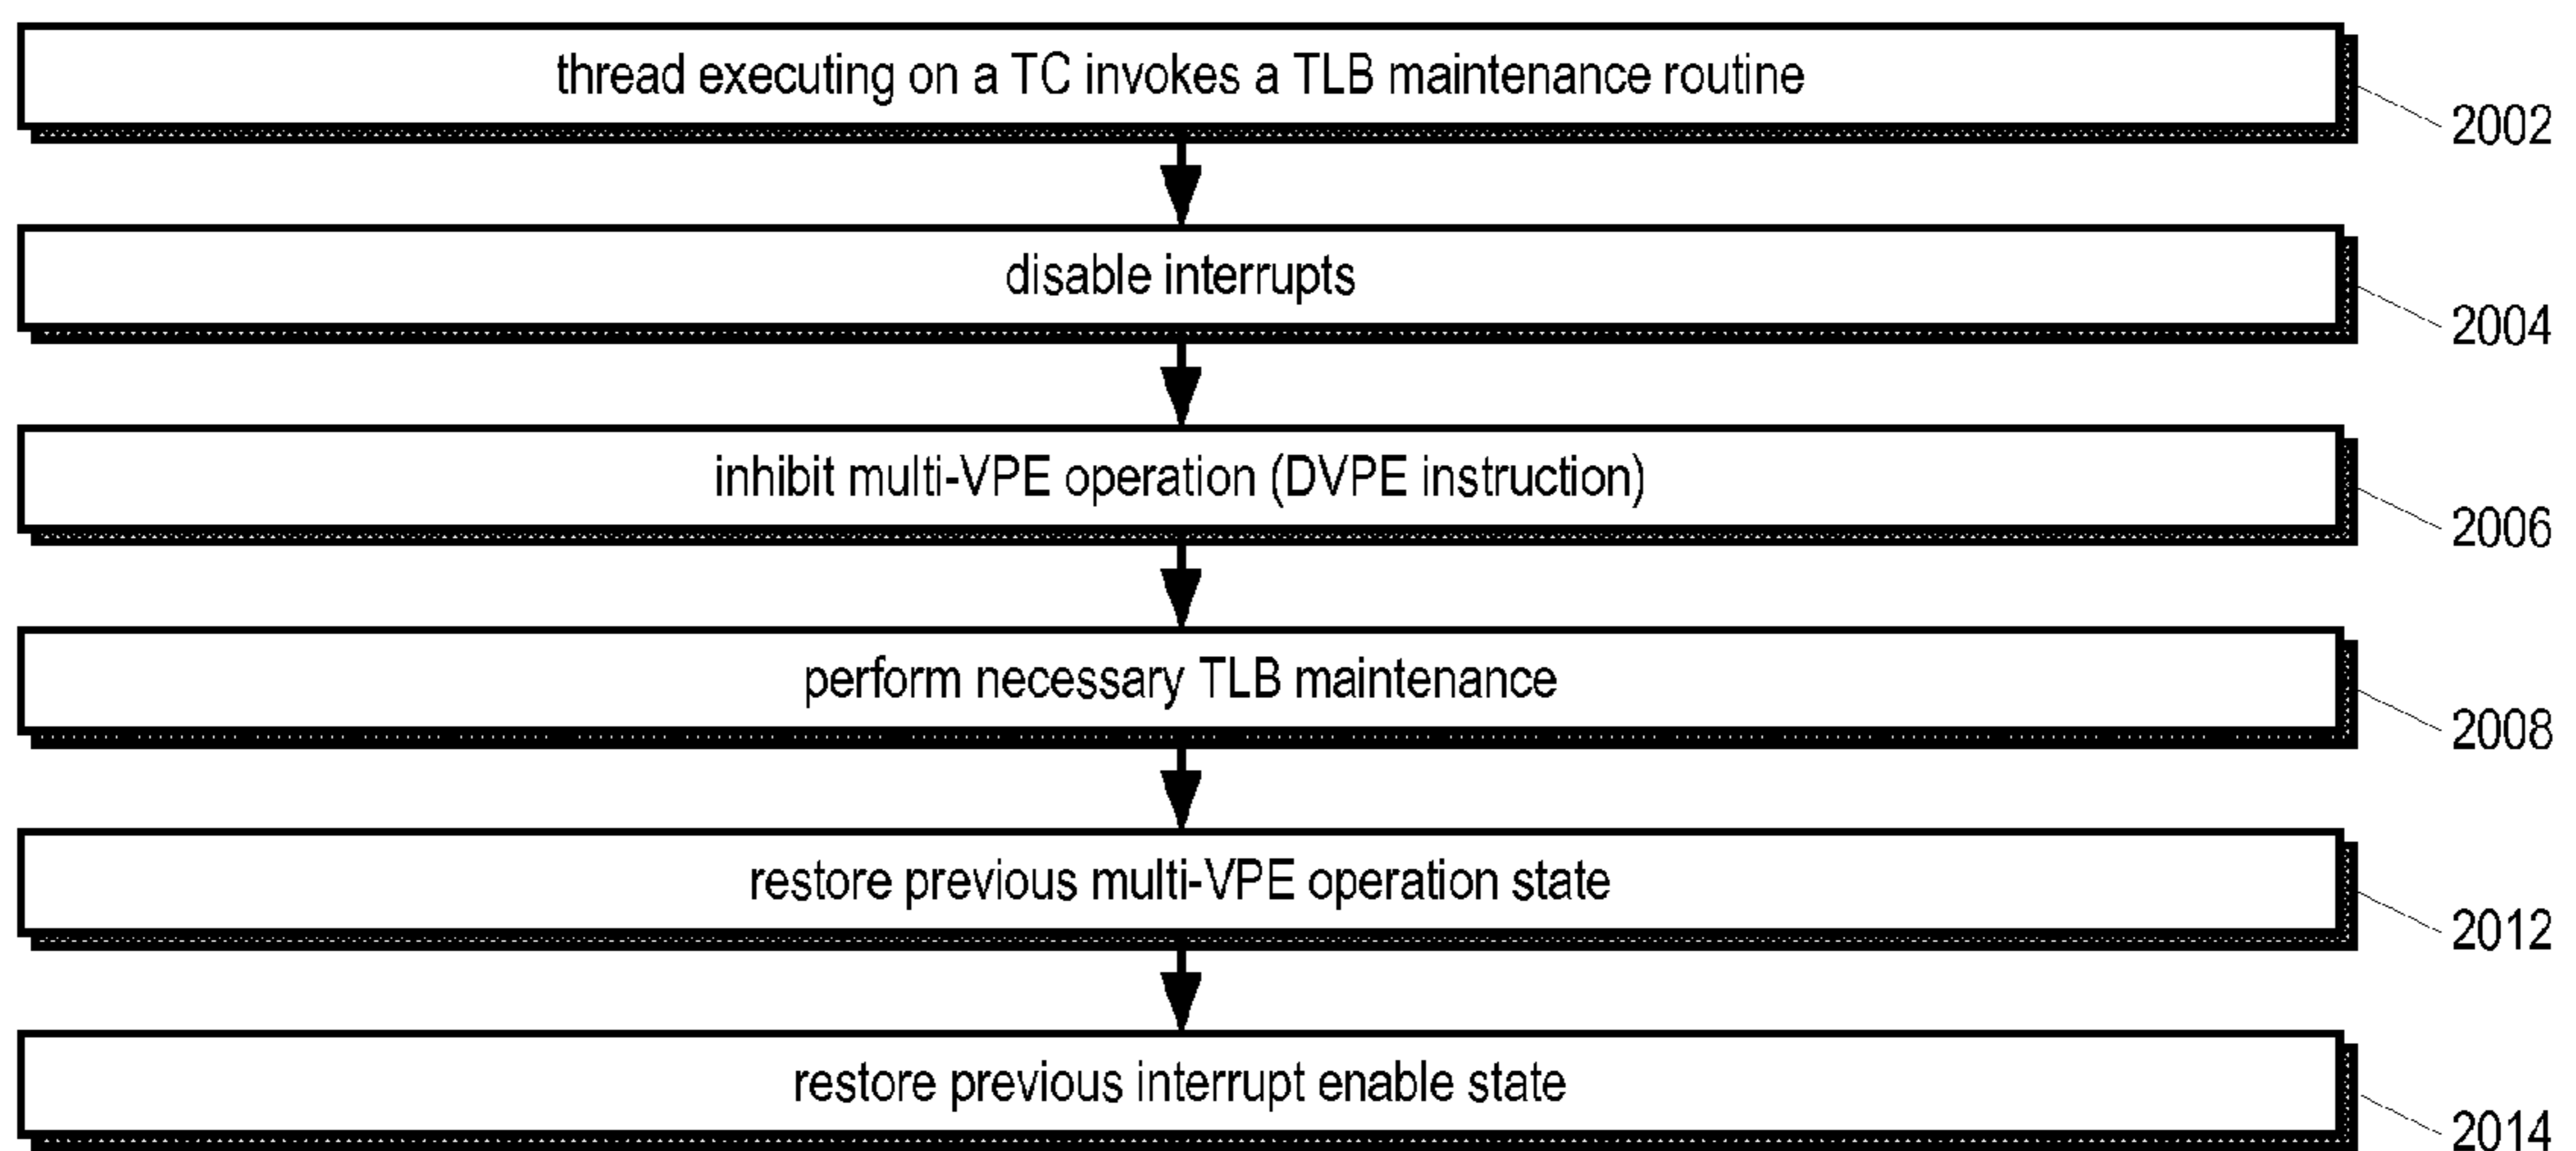 thread executing on a TC invokes a TLB maintenance routine
2002
disable interrupts
2004
inhibit multi-VPE operation (DVPE instruction)
2006
perform necessary TLB maintenance
2008
restore previous multi-VPE operation state
2012
restore previous interrupt enable state
2014